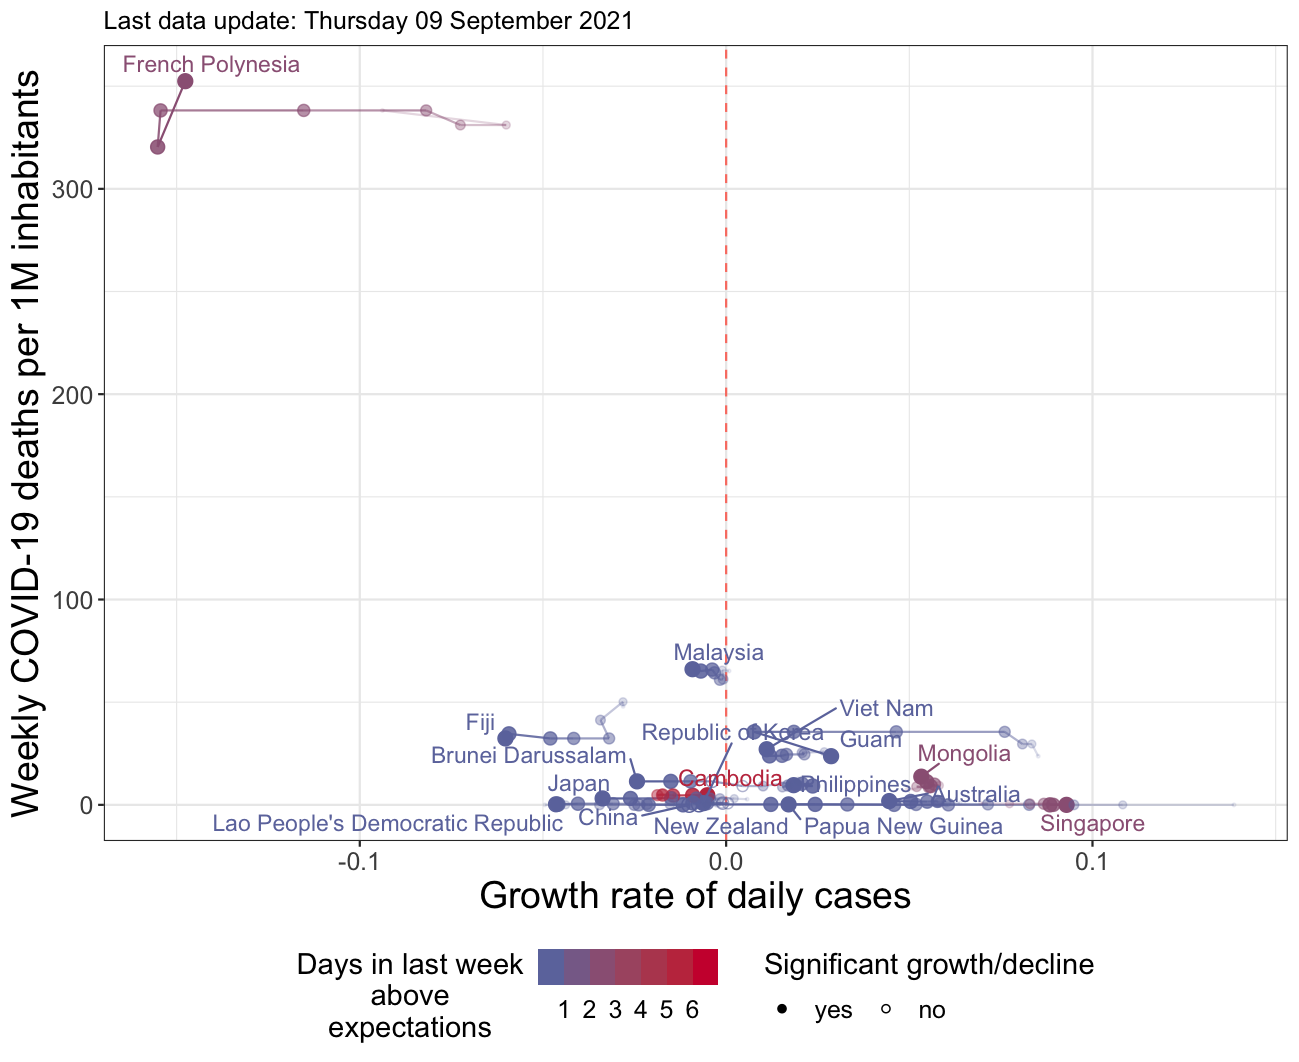 Last data update: Thursday 09 September 2021
French Polynesia
Weekly COVID-19 deaths per 1M inhabitants
300
200
100
0
Malaysia
Viet Nam
Fiji
Republic of Korea
Guam
Brunei Darussalam
Mongolia
Cambodia
Japan
Philippines
Australia
China
Lao People's Democratic Republic
New Zealand
Papua New Guinea
Singapore
-0.1
0.0
0.1
Growth rate of daily cases
Days in last week
above
expectations
1 2 3 4 5 6
Significant growth/decline
yes
no